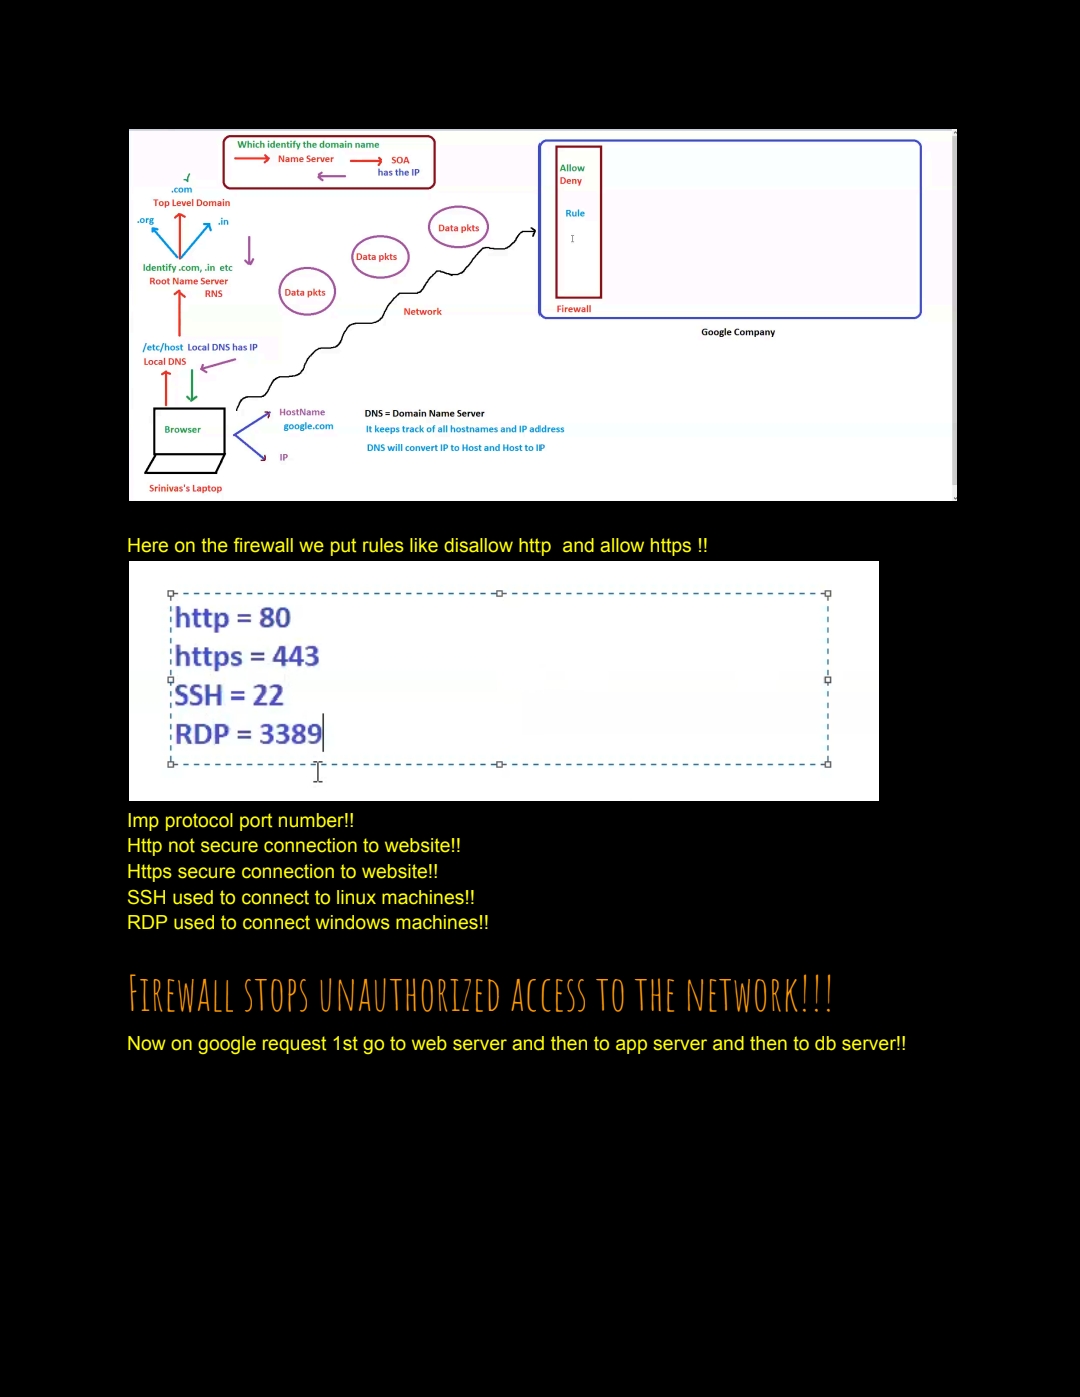 Which identify the domain name
Name Server
SOA
has the IP
.com
Top Level Domain
.org
.in
Identify .com, .in etc
Root Name Server
RNS
/etc/host Local DNS has IP
Local DNS
Browser
Srinivas's Laptop
Data pkts
Data pkts
Data pkts
Network
HostName
google.com
IP
DNS = Domain Name Server
It keeps track of all hostnames and IP address
DNS will convert IP to Host and Host to IP
Allow
Deny
Rule
Firewall
Google Company
Here on the firewall we put rules like disallow http  and allow https !!
http = 80
https = 443
SSH = 22
RDP = 3389
Imp protocol port number!!
Http not secure connection to website!!
Https secure connection to website!!
SSH used to connect to linux machines!!
RDP used to connect windows machines!!
Firewall stops unauthorized access to the network!!!
Now on google request 1st go to web server and then to app server and then to db server!!